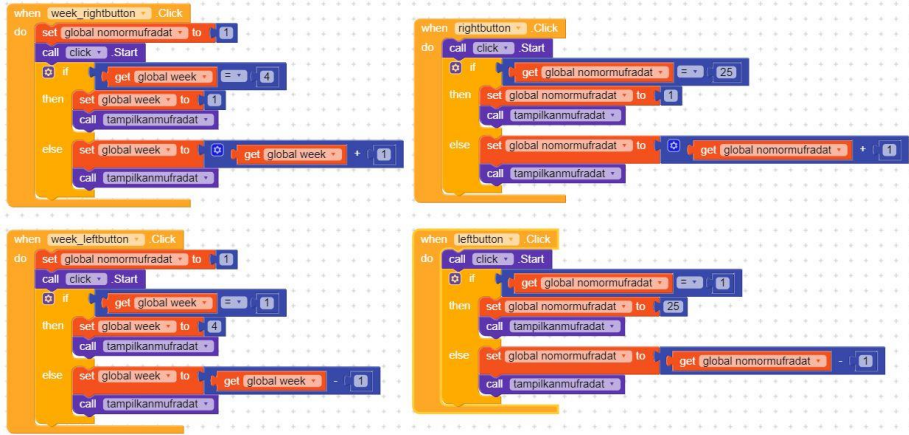 when week_rightbutton .Click
do set global nomormufradat to 1
call click .Start
if get global week = 4
then set global week to 1
call tampilkanmufradat
else set global week to get global week + 1
call tampilkanmufradat
when rightbutton .Click
do call click .Start
if get global nomormufradat = 25
then set global nomormufradat to 1
call tampilkanmufradat
else set global nomormufradat to get global nomormufradat + 1
call tampilkanmufradat
when week_leftbutton .Click
do set global nomormufradat to 1
call click .Start
if get global week = 1
then set global week to 4
call tampilkanmufradat
else set global week to get global week - 1
call tampilkanmufradat
when leftbutton .Click
do call click .Start
if get global nomormufradat = 1
then set global nomormufradat to 25
call tampilkanmufradat
else set global nomormufradat to get global nomormufradat - 1
call tampilkanmufradat